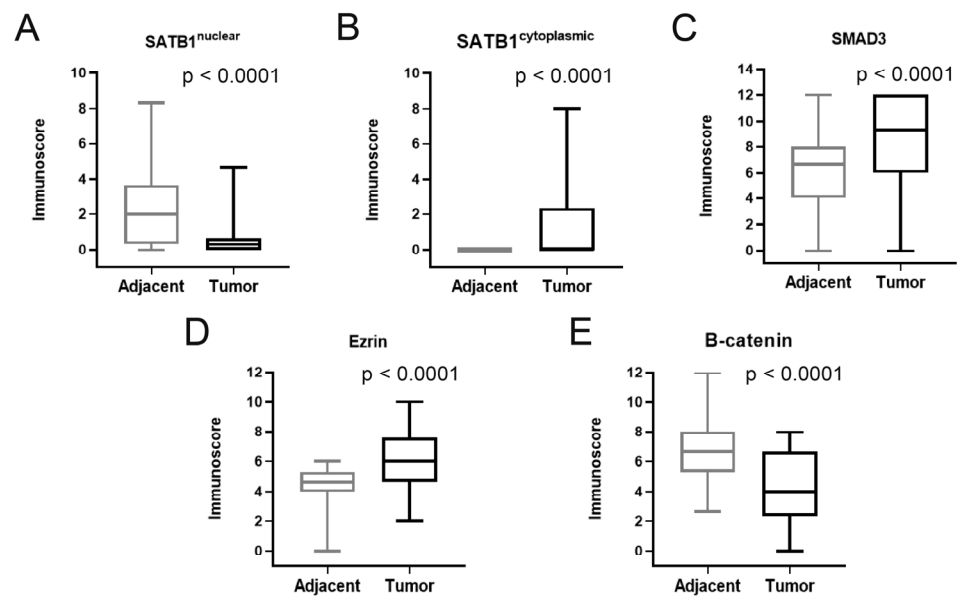 A
SATB1nuclear
p < 0.0001
Immunoscore
10
8
6
4
2
0
Adjacent Tumor
B
SATB1cytoplasmic
p < 0.0001
Immunoscore
10
8
6
4
2
0
Adjacent Tumor
C
SMAD3
p < 0.0001
Immunoscore
14
12
10
8
6
4
2
0
Adjacent Tumor
D
Ezrin
p < 0.0001
Immunoscore
12
10
8
6
4
2
0
Adjacent Tumor
E
B-catenin
p < 0.0001
Immunoscore
12
10
8
6
4
2
0
Adjacent Tumor